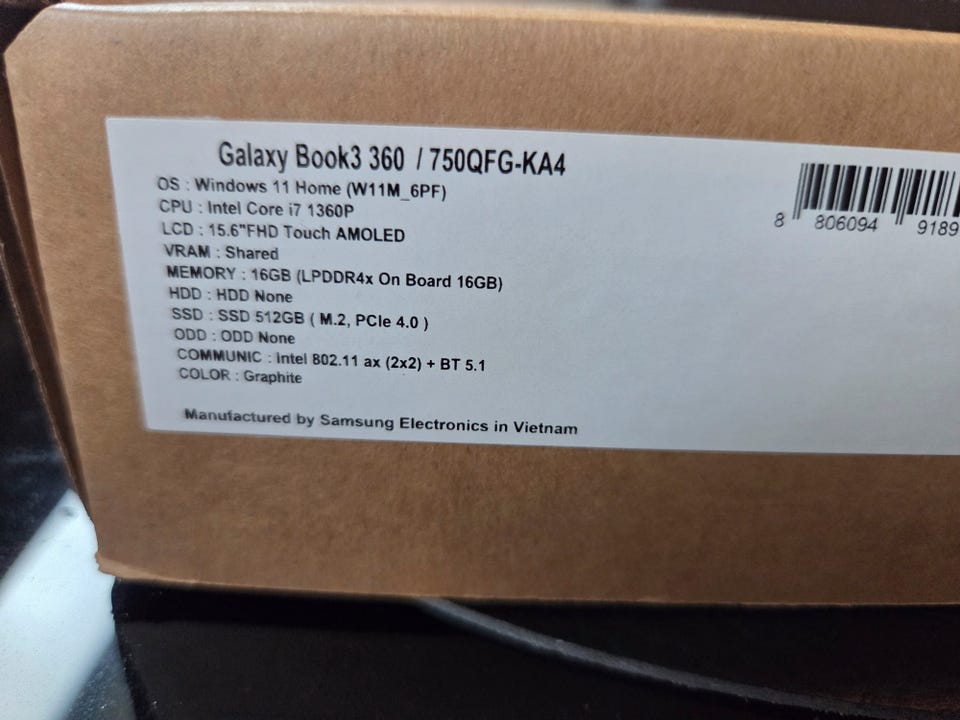 Galaxy Book3 360 / 750QFG-KA4
OS : Windows 11 Home (W11M_6PF)
CPU : Intel Core i7 1360P
LCD : 15.6"FHD Touch AMOLED
VRAM : Shared
MEMORY : 16GB (LPDDR4x On Board 16GB)
HDD : HDD None
SSD : SSD 512GB ( M.2, PCIe 4.0 )
ODD : ODD None
COMMUNIC : Intel 802.11 ax (2x2) + BT 5.1
COLOR : Graphite
Manufactured by Samsung Electronics in Vietnam
8 806094 9189